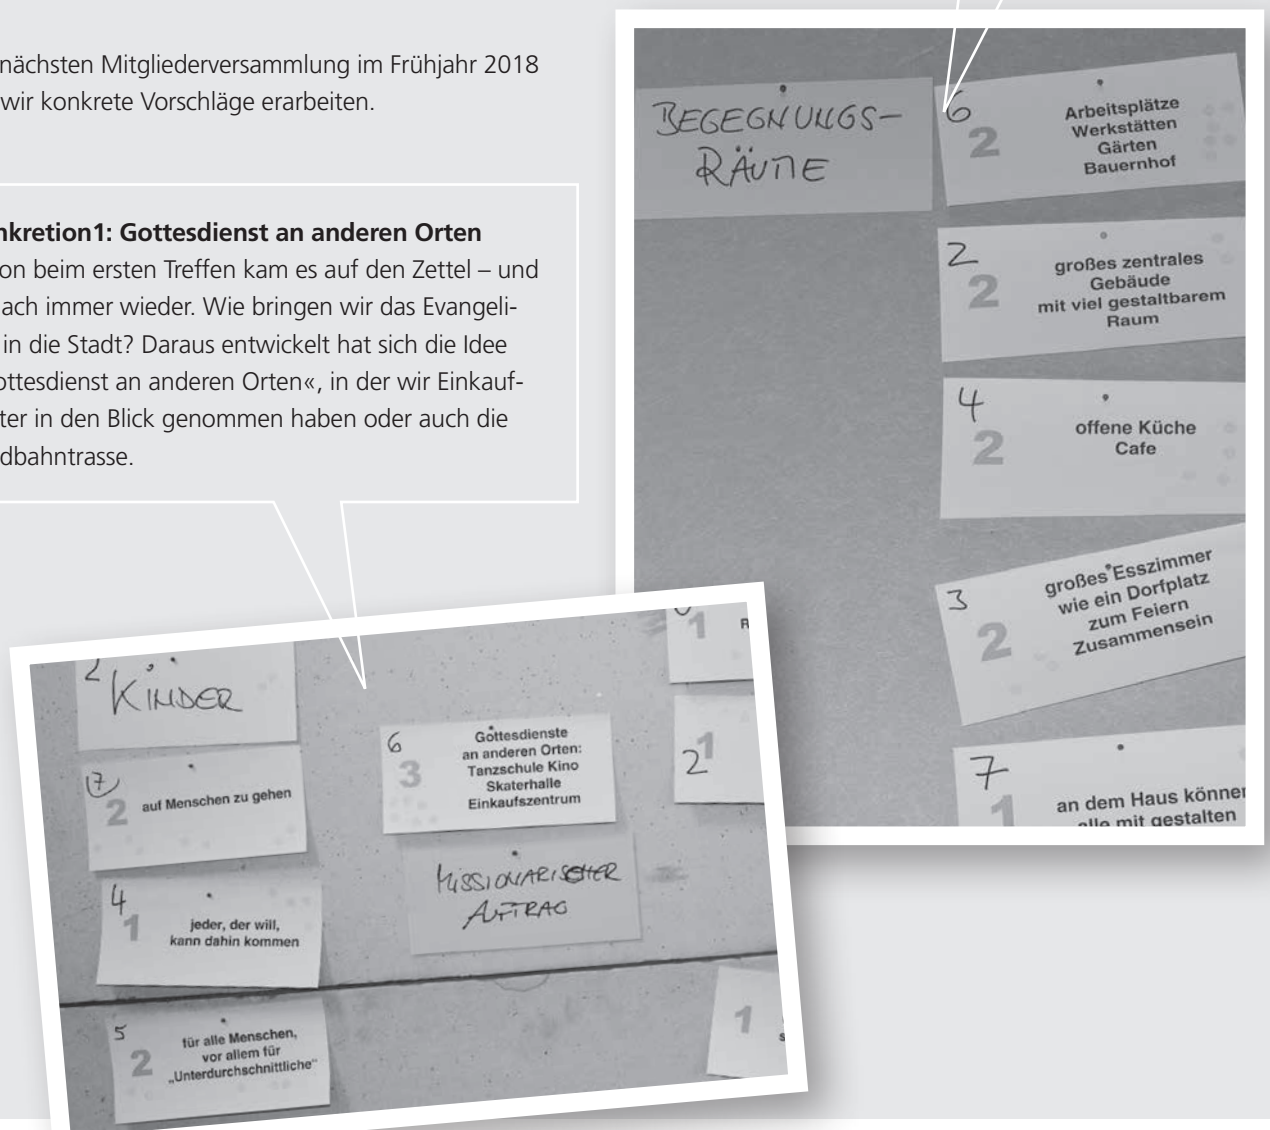 nächsten Mitgliederversammlung im Frühjahr 2018
wir konkrete Vorschläge erarbeiten.
nkretion1: Gottesdienst an anderen Orten
on beim ersten Treffen kam es auf den Zettel – und
ach immer wieder. Wie bringen wir das Evangeli-
in die Stadt? Daraus entwickelt hat sich die Idee
ottesdienst an anderen Orten«, in der wir Einkauf-
ter in den Blick genommen haben oder auch die
dbahntrasse.
BEGEGNUNGS-
RÄUME
6
2
Arbeitsplätze
Werkstätten
Gärten
Bauernhof
2
2
großes zentrales
Gebäude
mit viel gestaltbarem
Raum
4
2
offene Küche
Cafe
3
2
großes Esszimmer
wie ein Dorfplatz
zum Feiern
Zusammensein
7
1
an dem Haus können
alle mit gestalten
2
KINDER
7
2
auf Menschen zu gehen
4
1
jeder, der will,
kann dahin kommen
5
2
für alle Menschen,
vor allem für
„Unterdurchschnittliche“
6
3
Gottesdienste
an anderen Orten:
Tanzschule Kino
Skaterhalle
Einkaufszentrum
MISSIONARISCHER
AUFTRAG
1
R
2
1
1
s